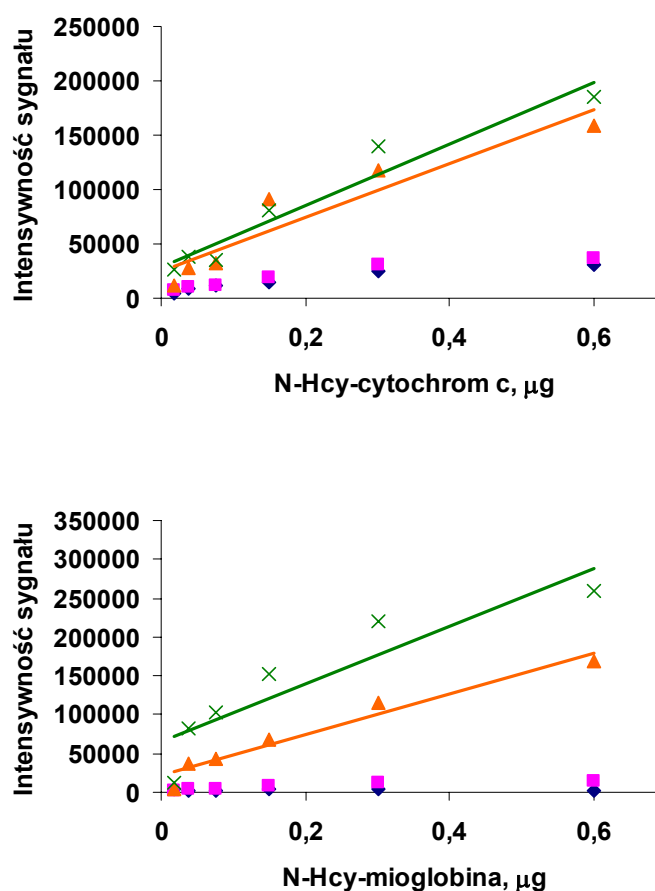 Intensywność sygnału
250000
200000
150000
100000
50000
0
0 0,2 0,4 0,6
N-Hcy-cytochrom c, μg
Intensywność sygnału
350000
300000
250000
200000
150000
100000
50000
0
0 0,2 0,4 0,6
N-Hcy-mioglobina, μg